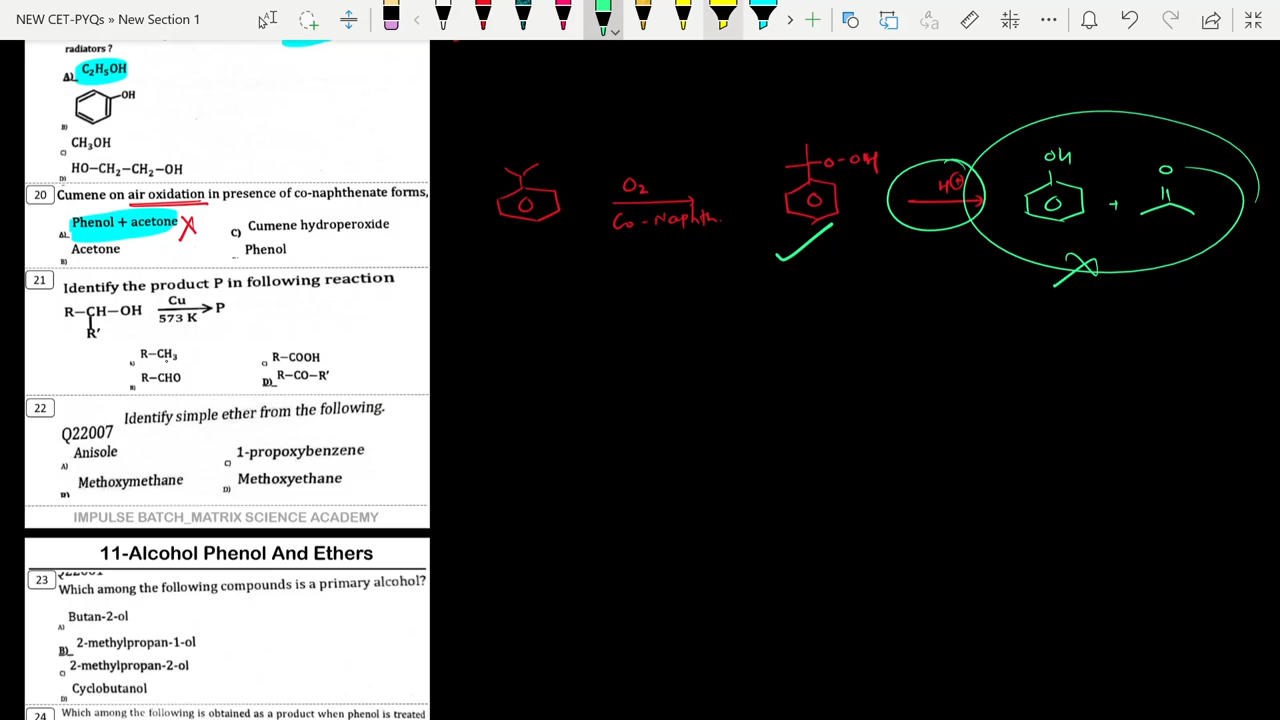 NEW CET-PYQs » New Section 1
radiators ?
A) C₂H₅OH
-OH
B)
CH₃OH
C)
HO-CH₂-CH₂-OH
D)
20 Cumene on air oxidation in presence of co-naphthenate forms,
Phenol + acetone
A)
C) Cumene hydroperoxide
Acetone
B)
Phenol
21 Identify the product P in following reaction
R-CH-OH Cu 573 K P
R'
R-CH₃
A)
R-COOH
C)
R-CHO
B)
D) R-CO-R'
22 Identify simple ether from the following.
Q22007
Anisole
A)
1-propoxybenzene
C)
Methoxymethane
B)
Methoxyethane
D)
IMPULSE BATCH_MATRIX SCIENCE ACADEMY
11-Alcohol Phenol And Ethers
23 Which among the following compounds is a primary alcohol?
Butan-2-ol
A)
B) 2-methylpropan-1-ol
2-methylpropan-2-ol
C)
Cyclobutanol
D)
24 Which among the following is obtained as a product when phenol is treated
O₂
Co-Naphth.
O-OH
H⊕
OH
+
O